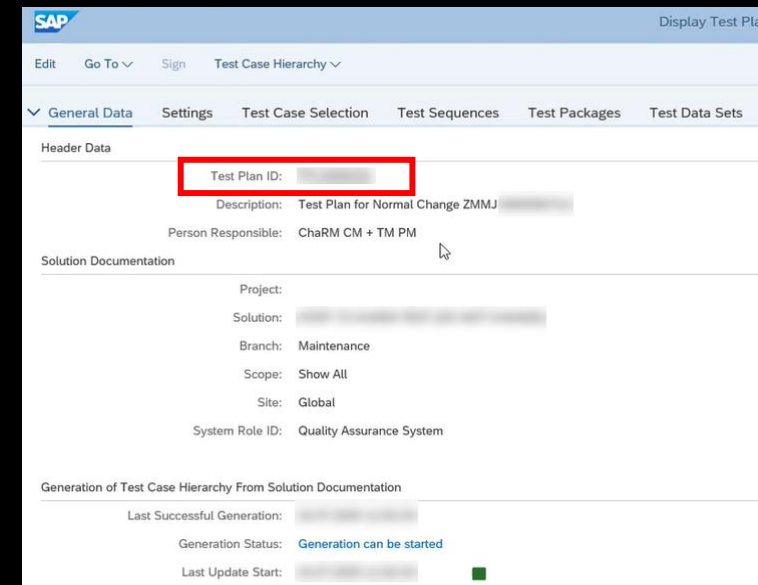 SAP
Display Test Pla
Edit Go To Sign Test Case Hierarchy
General Data Settings Test Case Selection Test Sequences Test Packages Test Data Sets
Header Data
Test Plan ID:
Description: Test Plan for Normal Change ZMMJ
Person Responsible: ChaRM CM + TM PM
Solution Documentation
Project:
Solution:
Branch: Maintenance
Scope: Show All
Site: Global
System Role ID: Quality Assurance System
Generation of Test Case Hierarchy From Solution Documentation
Last Successful Generation:
Generation Status: Generation can be started
Last Update Start: